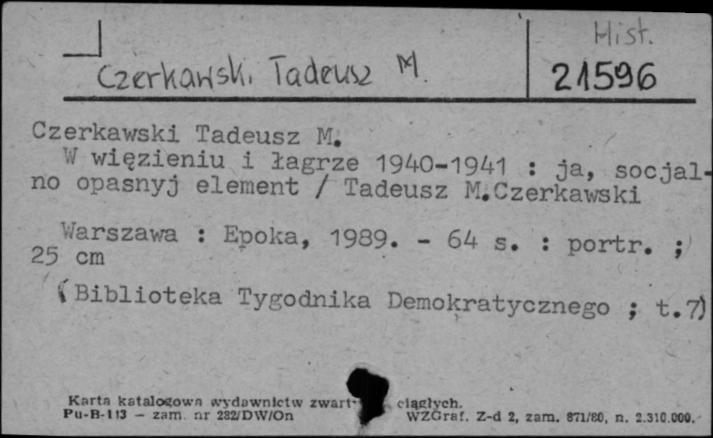 Hist.
Czerkawski Tadeusz M.
21596
Czerkawski Tadeusz M.
W więzieniu i łagrze 1940-1941 : ja, socjal-
no opasnyj element / Tadeusz M.Czerkawski
Warszawa : Epoka, 1989. - 64 s. : portr. ;
25 cm
(Biblioteka Tygodnika Demokratycznego ; t.7)
Karta katalogowa wydawnictw zwart ciągłych.
Pu-B-113 — zam. nr 282/DW/On WZGraf. Z-d 2, zam. 871/80, n. 2.310.000.